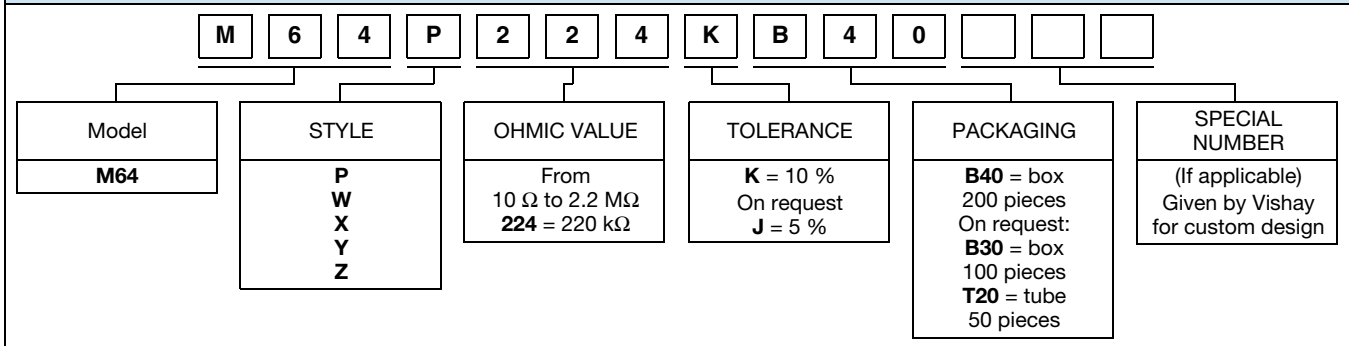 M 6 4 P 2 2 4 K B 4 0
Model
M64
STYLE
P
W
X
Y
Z
OHMIC VALUE
From
10 Ω to 2.2 MΩ
224 = 220 kΩ
TOLERANCE
K = 10 %
On request
J = 5 %
PACKAGING
B40 = box
200 pieces
On request:
B30 = box
100 pieces
T20 = tube
50 pieces
SPECIAL
NUMBER
(If applicable)
Given by Vishay
for custom design